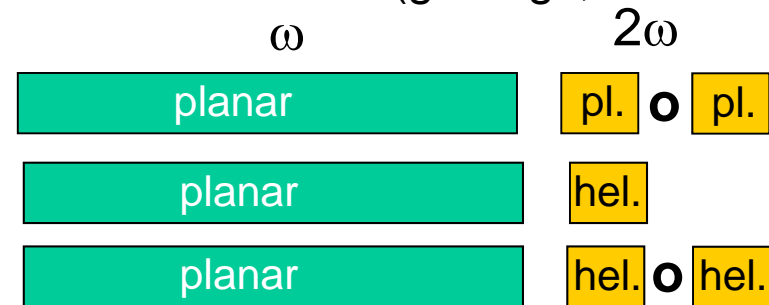 ω 2ω
planar pl. o pl.
planar hel.
planar hel. o hel.